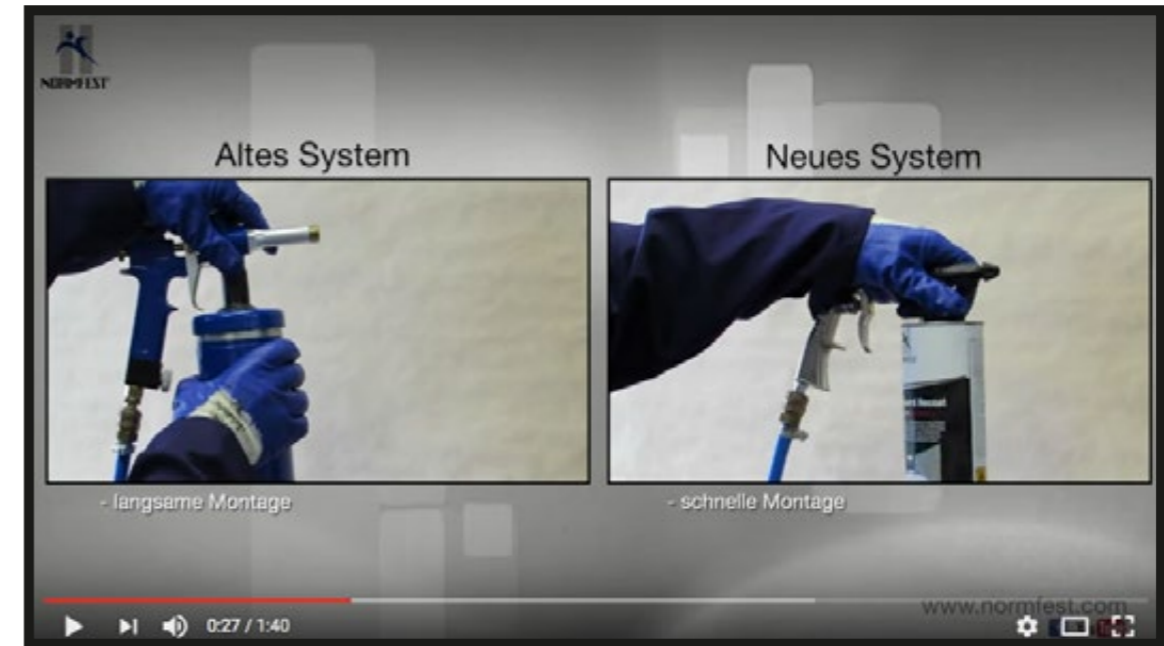 NORMFEST
Altes System
Neues System
- langsame Montage
- schnelle Montage
www.normfest.com
0:27 / 1:40